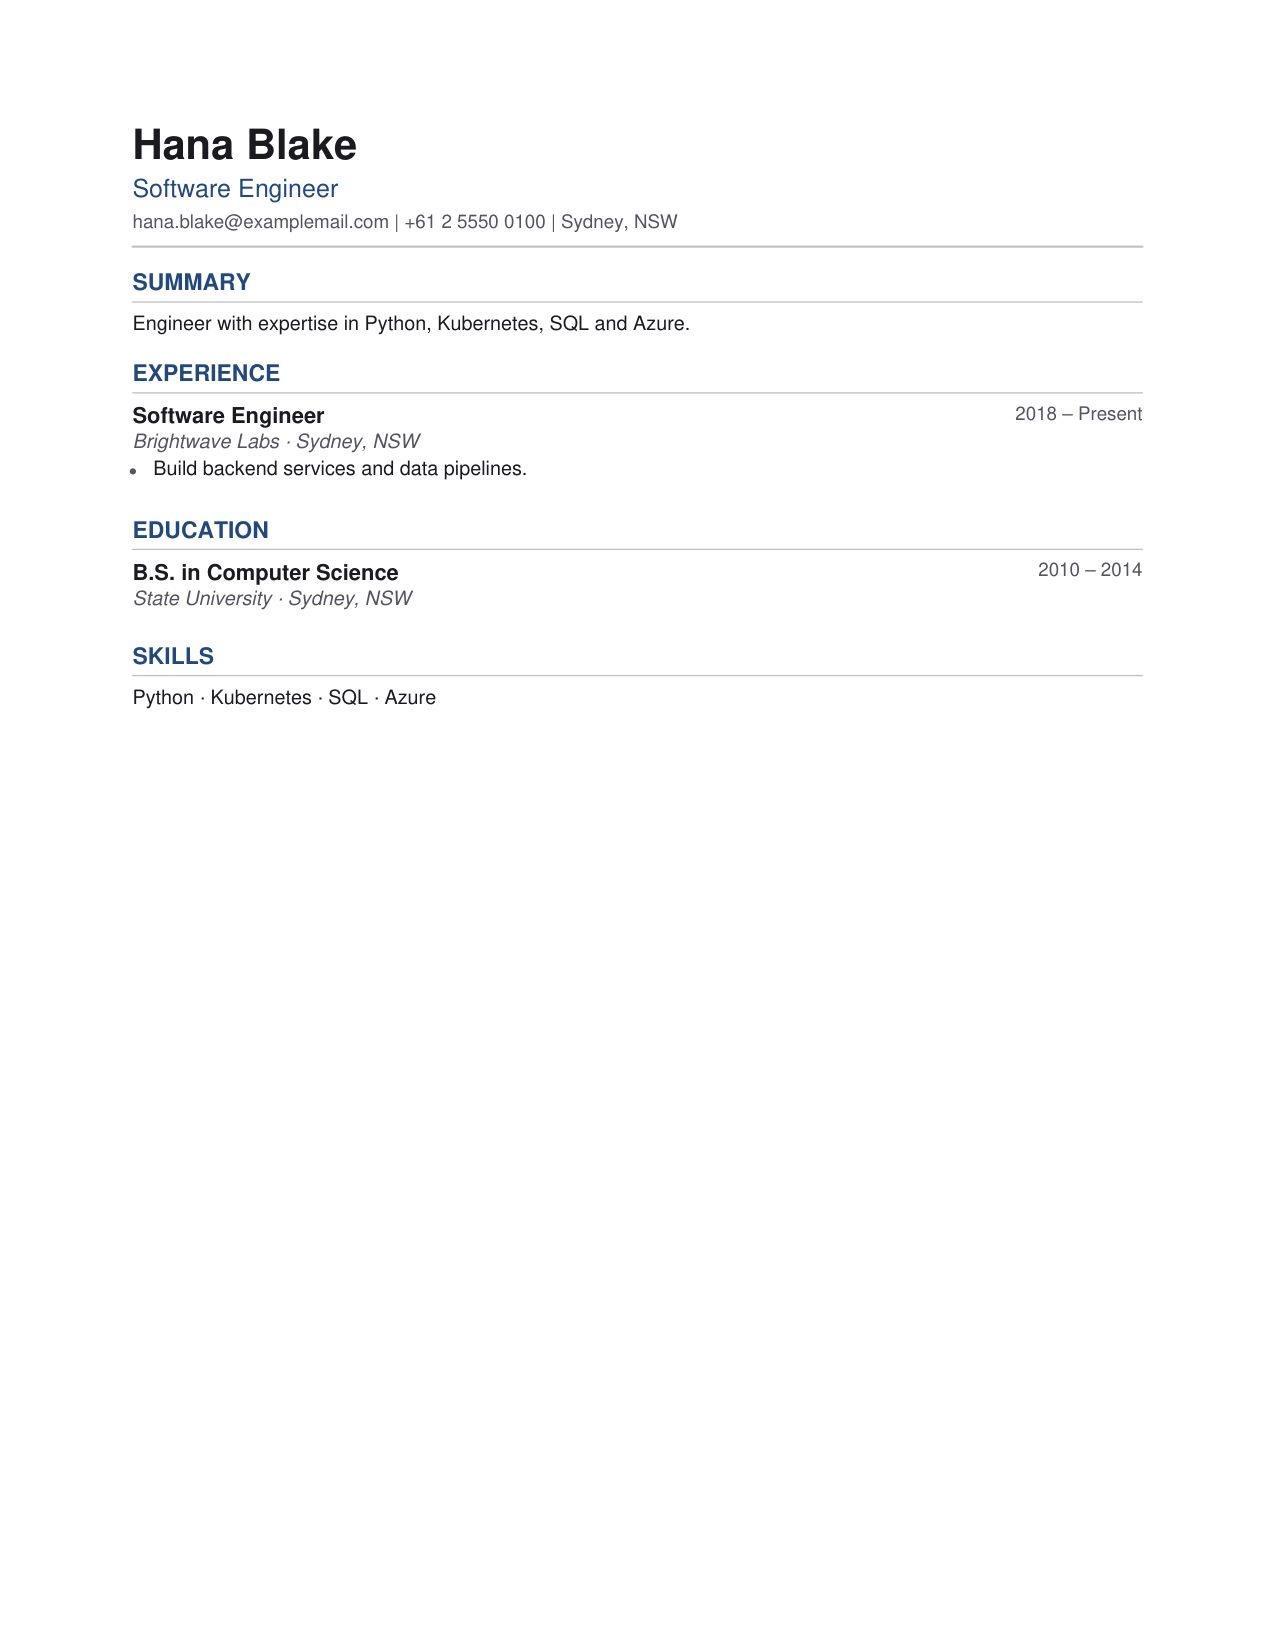 Hana Blake
Software Engineer
hana.blake@examplemail.com | +61 2 5550 0100 | Sydney, NSW
SUMMARY
Engineer with expertise in Python, Kubernetes, SQL and Azure.
EXPERIENCE
Software Engineer 2018 – Present
Brightwave Labs · Sydney, NSW
• Build backend services and data pipelines.
EDUCATION
B.S. in Computer Science 2010 – 2014
State University · Sydney, NSW
SKILLS
Python · Kubernetes · SQL · Azure